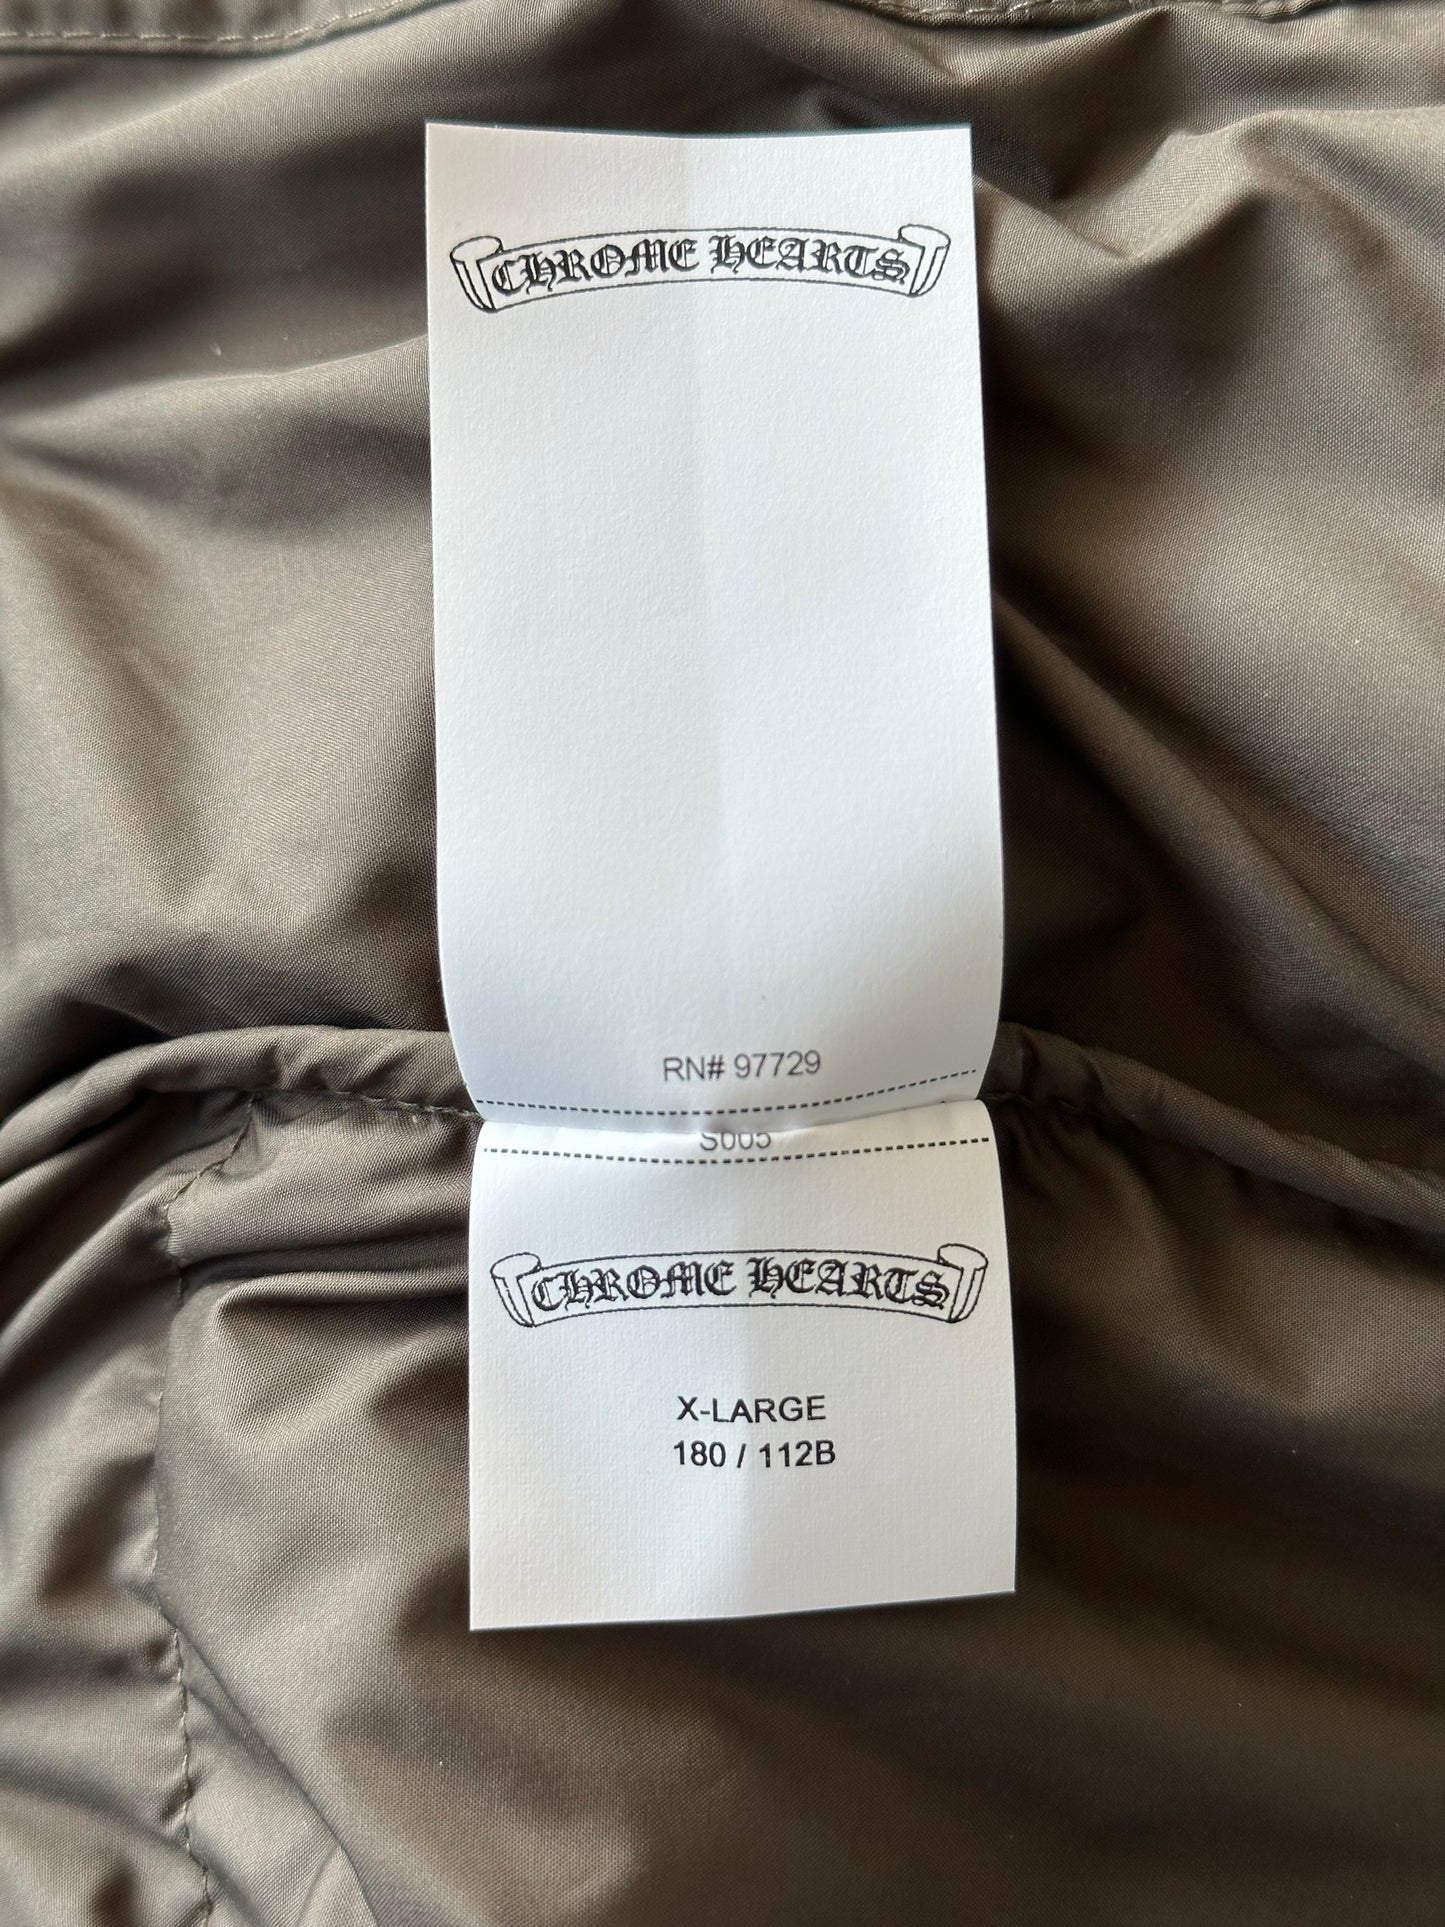 CHROME HEARTS
RN# 97729
S005
CHROME HEARTS
X-LARGE
180 / 112B